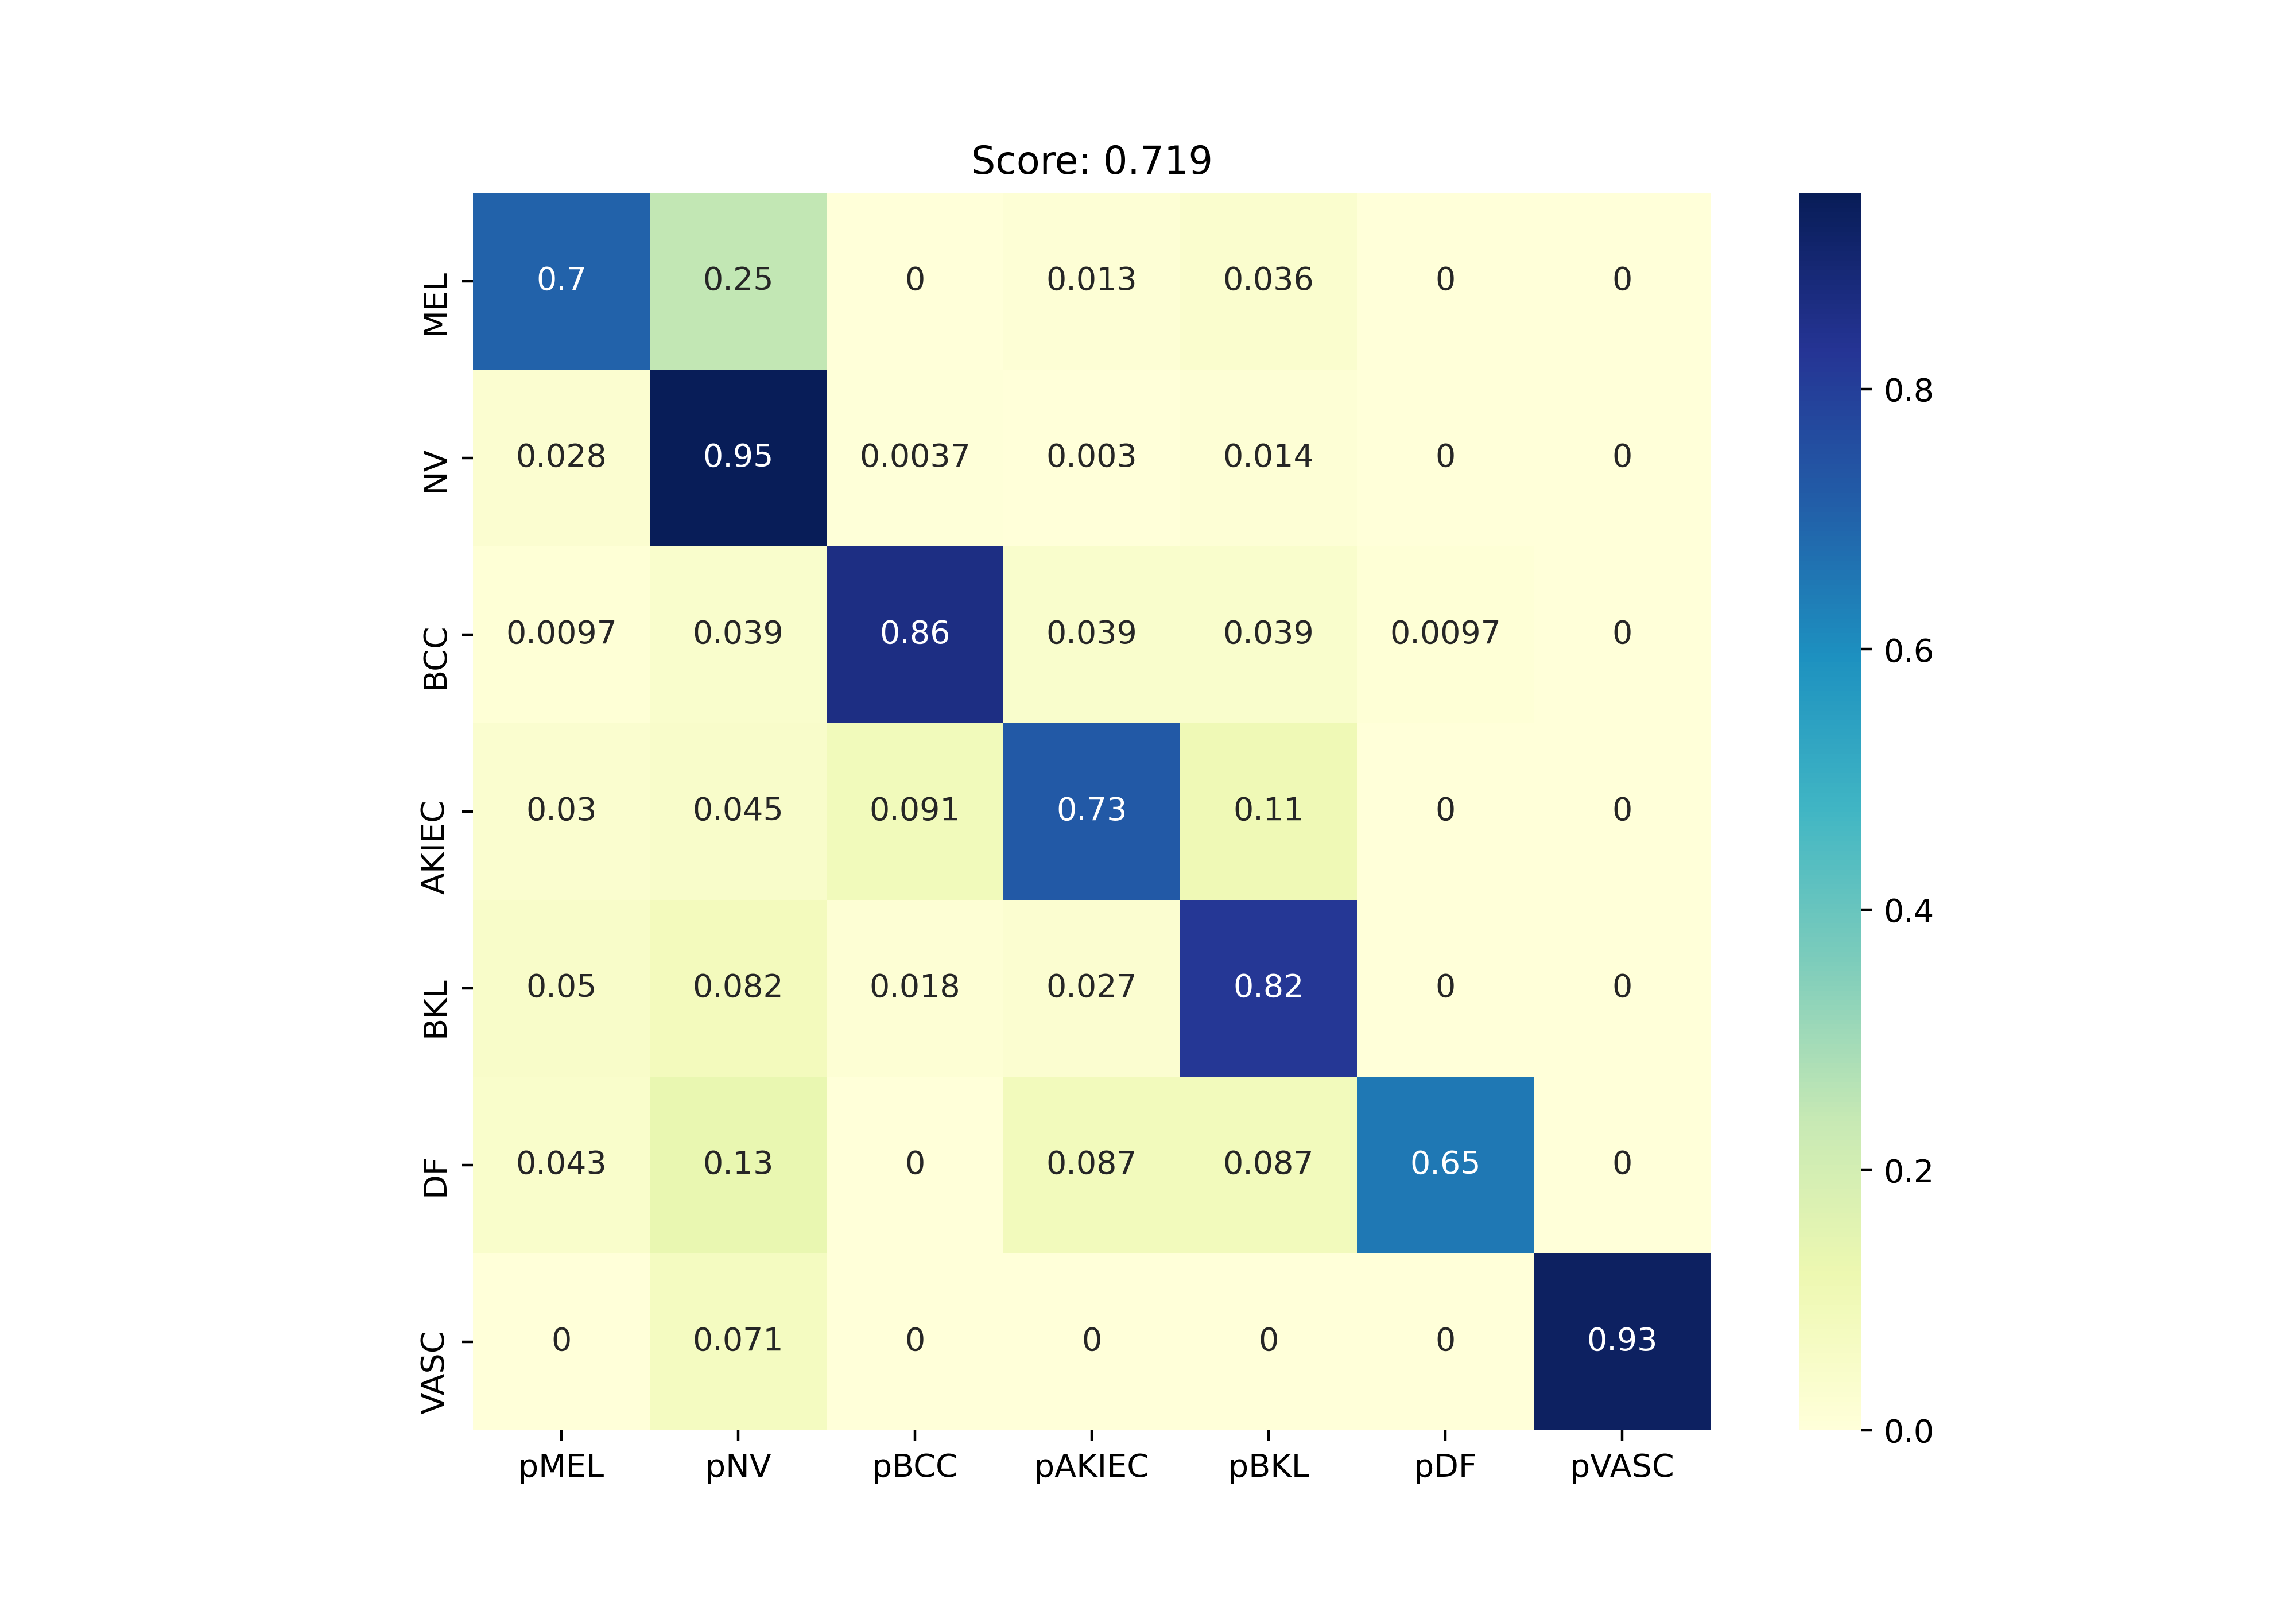 Score: 0.719
MEL 0.7 0.25 0 0.013 0.036 0 0
NV 0.028 0.95 0.0037 0.003 0.014 0 0
BCC 0.0097 0.039 0.86 0.039 0.039 0.0097 0
AKIEC 0.03 0.045 0.091 0.73 0.11 0 0
BKL 0.05 0.082 0.018 0.027 0.82 0 0
DF 0.043 0.13 0 0.087 0.087 0.65 0
VASC 0 0.071 0 0 0 0 0.93
pMEL pNV pBCC pAKIEC pBKL pDF pVASC
0.8
0.6
0.4
0.2
0.0